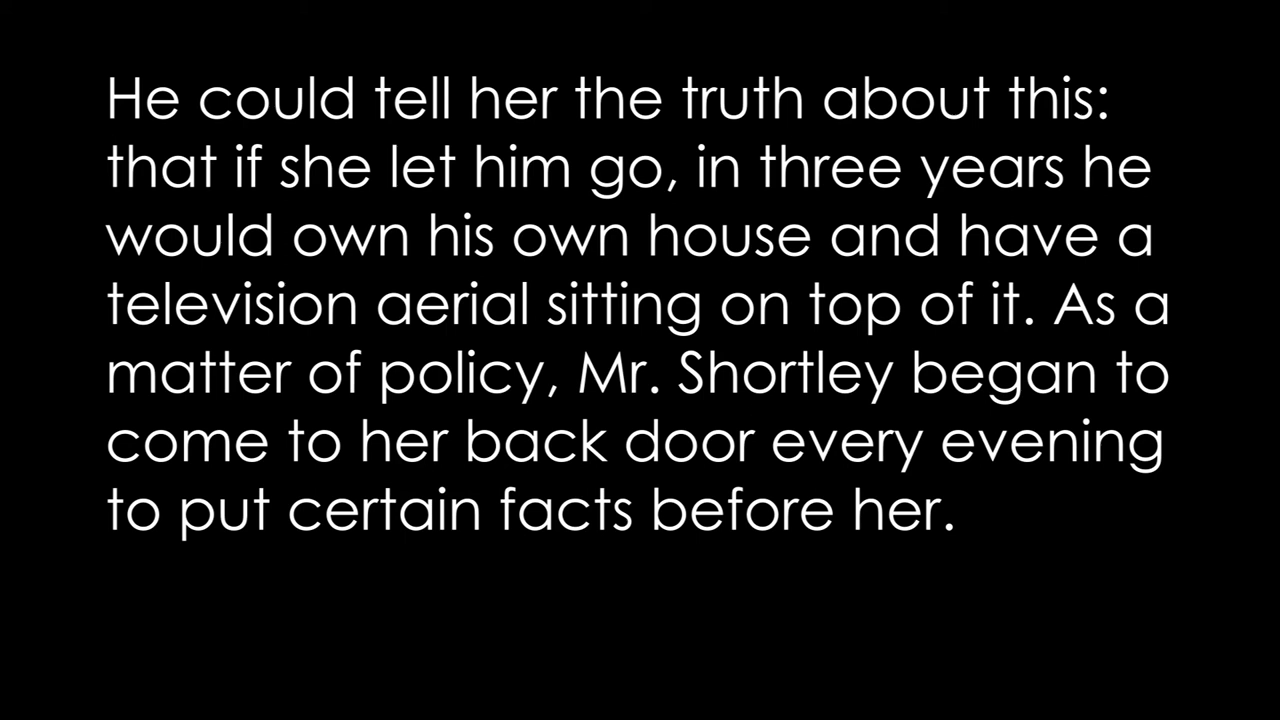 He could tell her the truth about this:
that if she let him go, in three years he
would own his own house and have a
television aerial sitting on top of it. As a
matter of policy, Mr. Shortley began to
come to her back door every evening
to put certain facts before her.